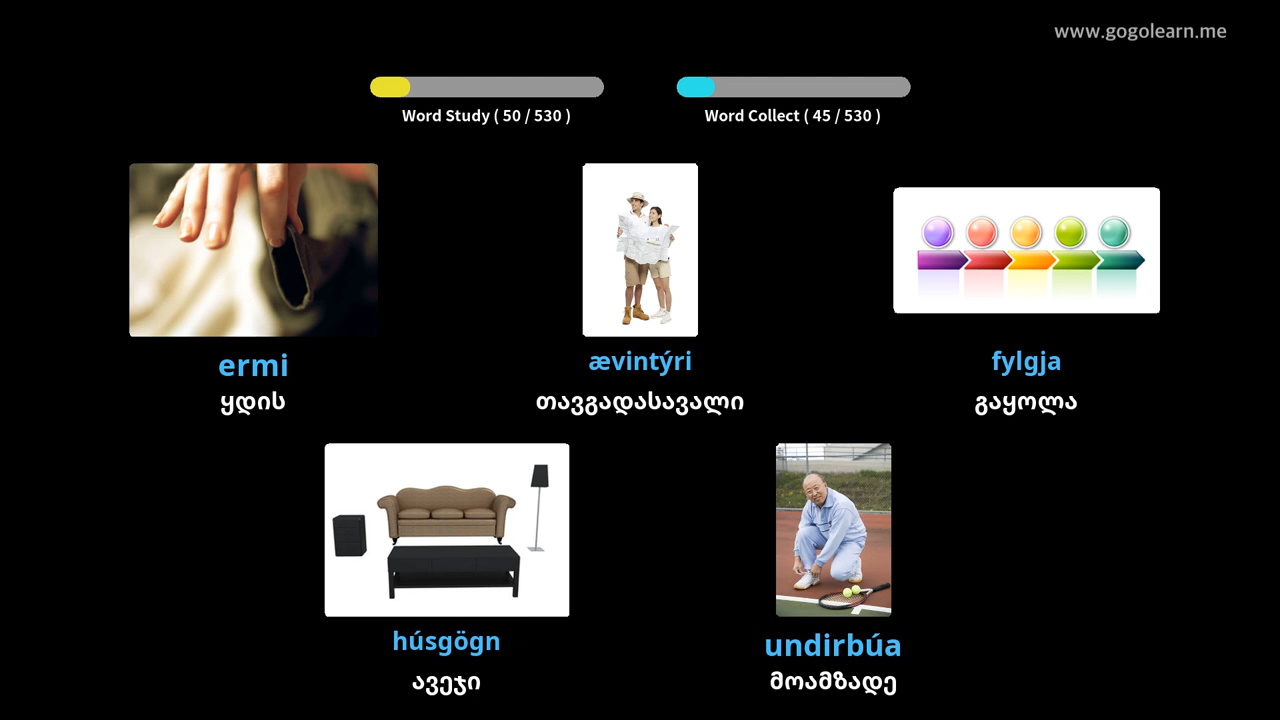 www.gogolearn.me
Word Study ( 50 / 530 )
Word Collect ( 45 / 530 )
ermi
ყდის
ævintýri
თავგადასავალი
fylgja
გაყოლა
húsgögn
ავეჯი
undirbúa
მოამზადე